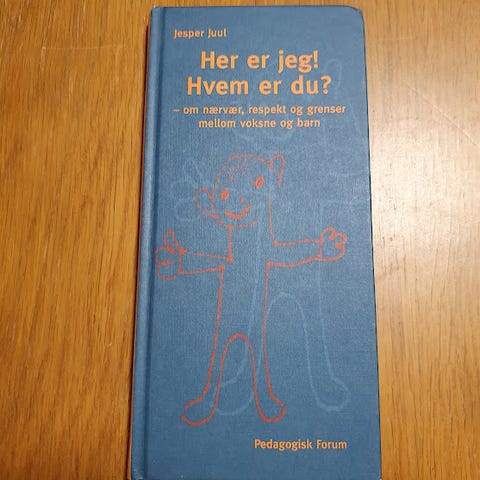 Jesper Juul
Her er jeg!
Hvem er du?
– om nærvær, respekt og grenser
mellom voksne og barn
Pedagogisk Forum